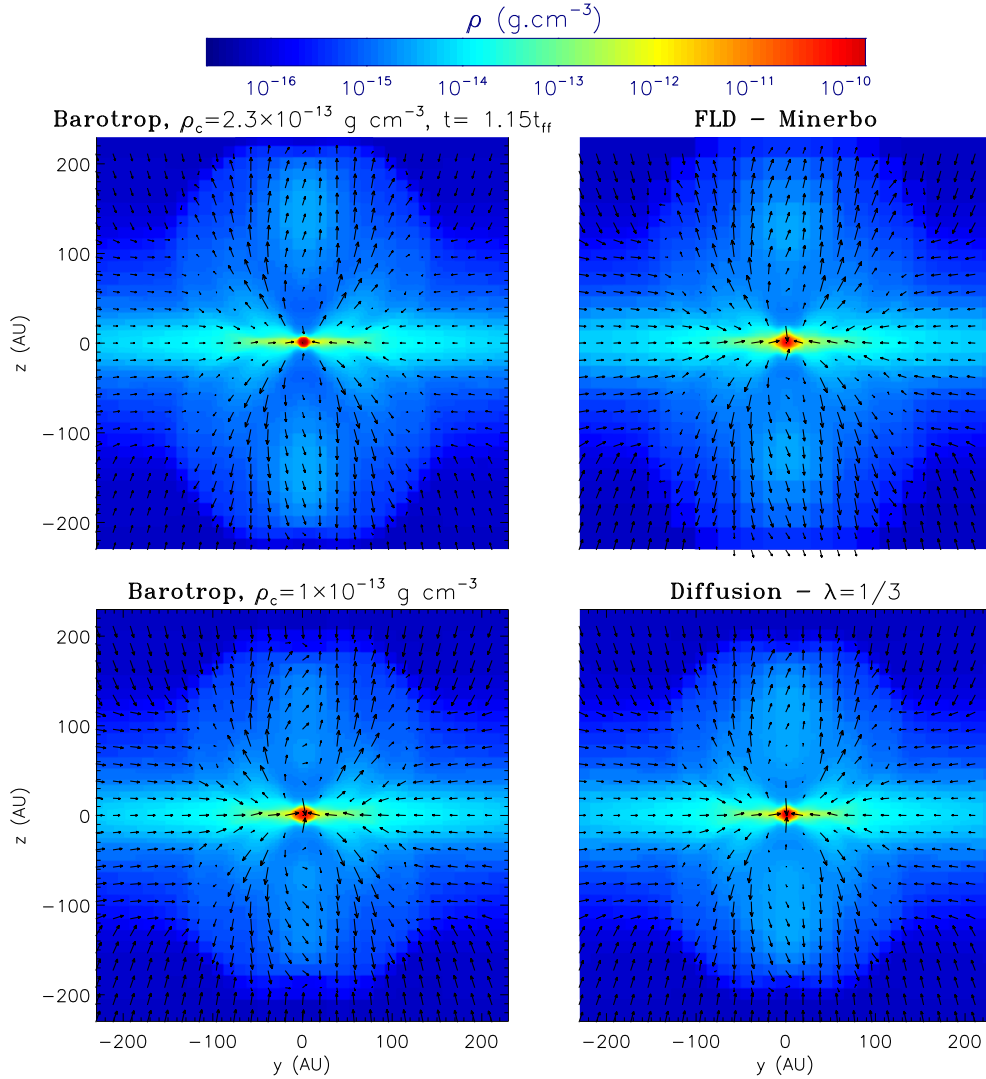 ρ (g.cm⁻³)
10⁻¹⁶ 10⁻¹⁵ 10⁻¹⁴ 10⁻¹³ 10⁻¹² 10⁻¹¹ 10⁻¹⁰
Barotrop, ρ_c=2.3×10⁻¹³ g cm⁻³, t= 1.15t_ff
FLD − Minerbo
200
100
0
−100
−200
z (AU)
Barotrop, ρ_c=1×10⁻¹³ g cm⁻³
Diffusion − λ=1/3
200
100
0
−100
−200
z (AU)
−200 −100 0 100 200
y (AU)
−200 −100 0 100 200
y (AU)